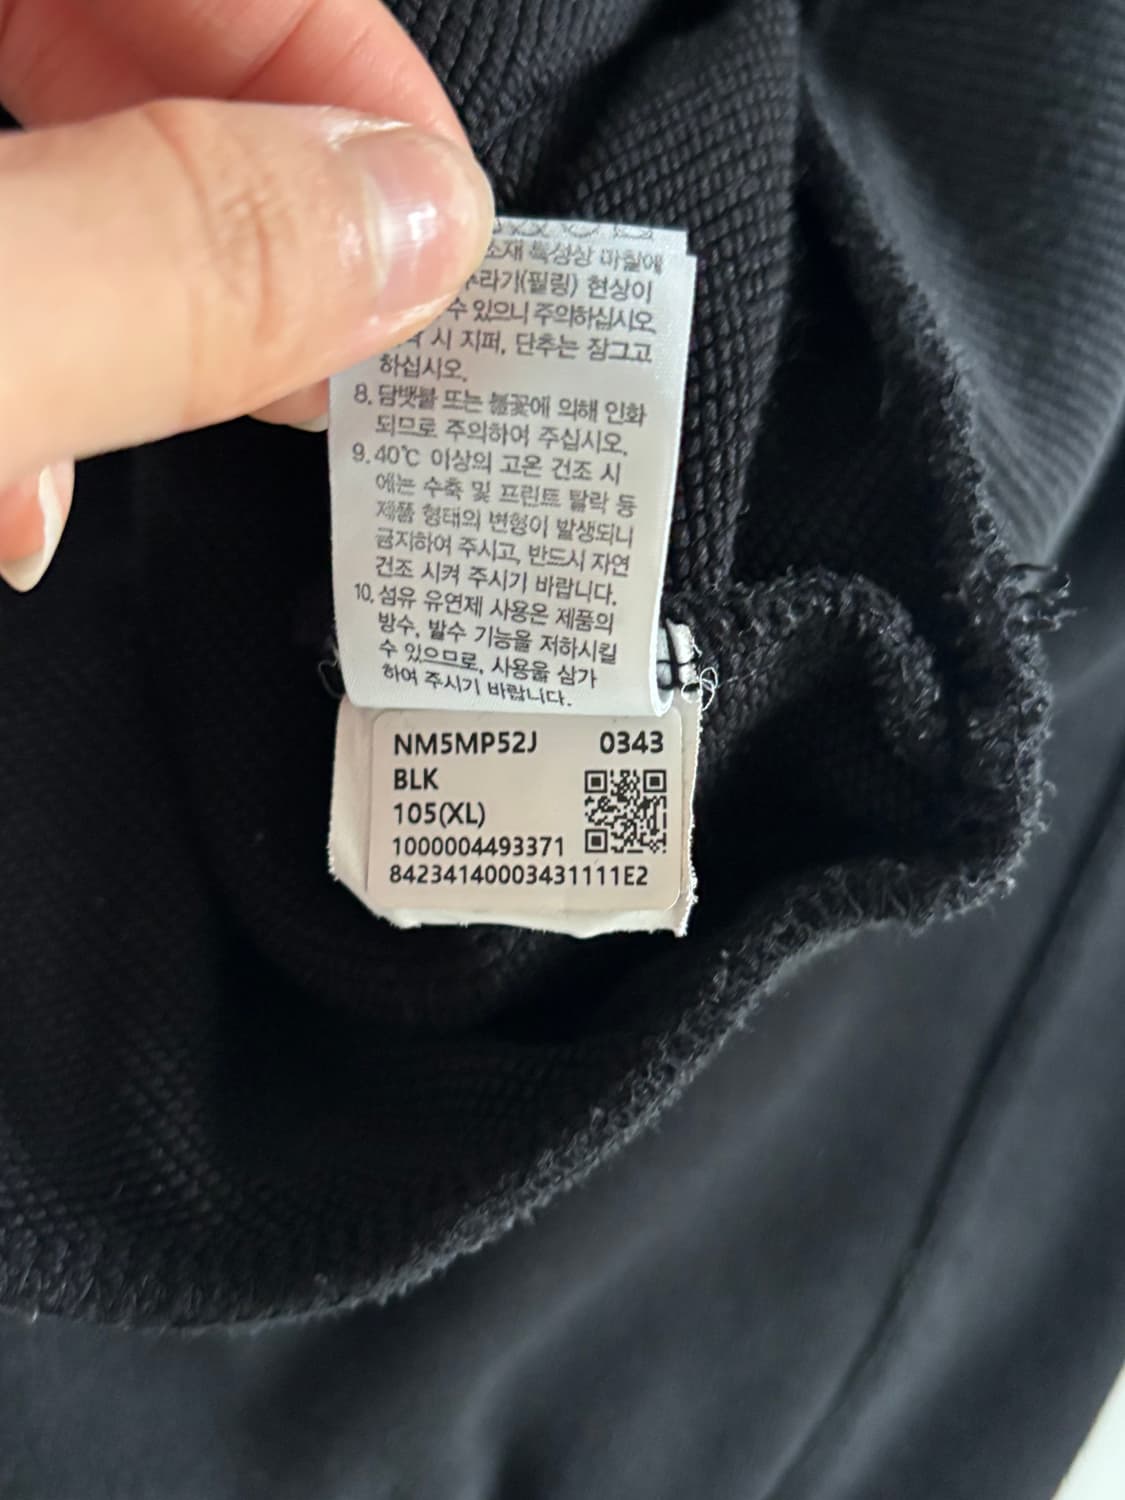 소재 특성상 마찰에
현상이
수 있으니 주의하십시오
시 지퍼, 단추는 잠그고
하십시오.
8. 담뱃불 또는 불꽃에 의해 인화
되므로 주의하여 주십시오.
9. 40℃ 이상의 고온 건조 시
에는 수축 및 프린트 탈락 등
제품 형태의 변형이 발생되니
금지하여 주시고, 반드시 자연
건조 시켜 주시기 바랍니다.
10. 섬유 유연제 사용은 제품의
방수, 발수 기능을 저하시킬
수 있으므로, 사용을 삼가
하여 주시기 바랍니다.
NM5MP52J 0343
BLK
105(XL)
1000004493371
84234140003431111E2